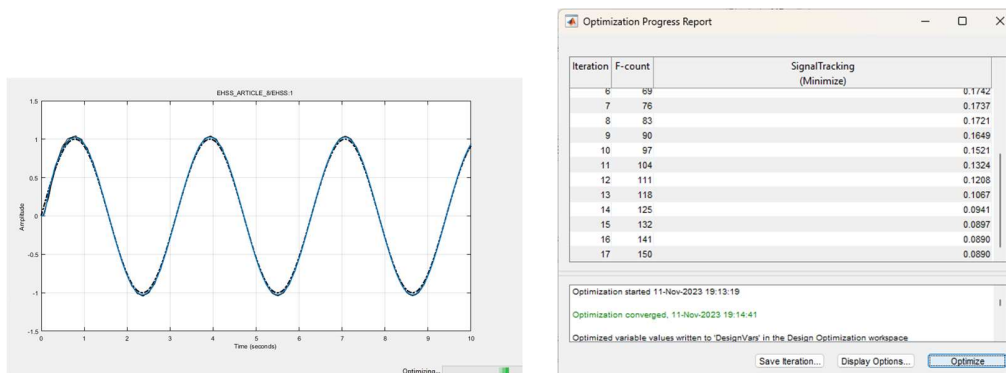 EHSS_ARTICLE_8/EHSS:1
1.5
1
0.5
0
-0.5
-1
-1.5
Amplitude
0 1 2 3 4 5 6 7 8 9 10
Time (seconds)
Optimizing...
Optimization Progress Report
Iteration F-count SignalTracking
(Minimize)
6 69 0.1742
7 76 0.1737
8 83 0.1721
9 90 0.1649
10 97 0.1521
11 104 0.1324
12 111 0.1208
13 118 0.1067
14 125 0.0941
15 132 0.0897
16 141 0.0890
17 150 0.0890
Optimization started 11-Nov-2023 19:13:19
Optimization converged, 11-Nov-2023 19:14:41
Optimized variable values written to 'DesignVars' in the Design Optimization workspace
Save Iteration... Display Options... Optimize